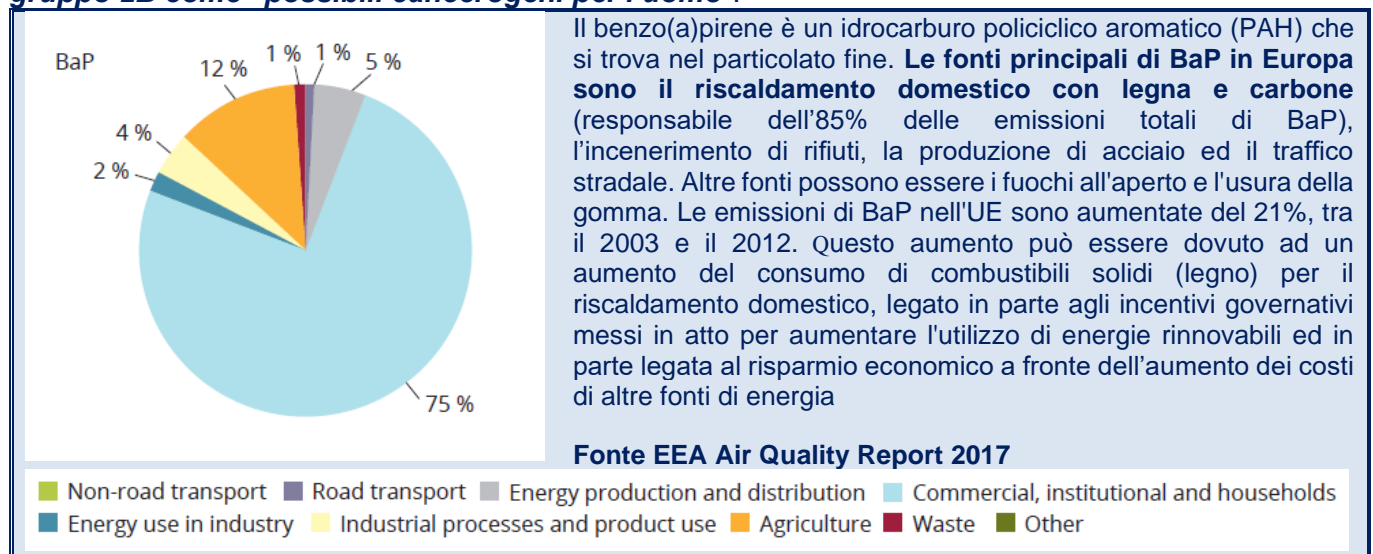 gruppo 2B come "possibili cancerogeni per l'uomo".
BaP
12 %
1 %
1 %
5 %
4 %
2 %
75 %
Il benzo(a)pirene è un idrocarburo policiclico aromatico (PAH) che
si trova nel particolato fine. Le fonti principali di BaP in Europa
sono il riscaldamento domestico con legna e carbone
(responsabile dell'85% delle emissioni totali di BaP),
l'incenerimento di rifiuti, la produzione di acciaio ed il traffico
stradale. Altre fonti possono essere i fuochi all'aperto e l'usura della
gomma. Le emissioni di BaP nell'UE sono aumentate del 21%, tra
il 2003 e il 2012. Questo aumento può essere dovuto ad un
aumento del consumo di combustibili solidi (legno) per il
riscaldamento domestico, legato in parte agli incentivi governativi
messi in atto per aumentare l'utilizzo di energie rinnovabili ed in
parte legata al risparmio economico a fronte dell'aumento dei costi
di altre fonti di energia
Fonte EEA Air Quality Report 2017
Non-road transport Road transport Energy production and distribution Commercial, institutional and households
Energy use in industry Industrial processes and product use Agriculture Waste Other